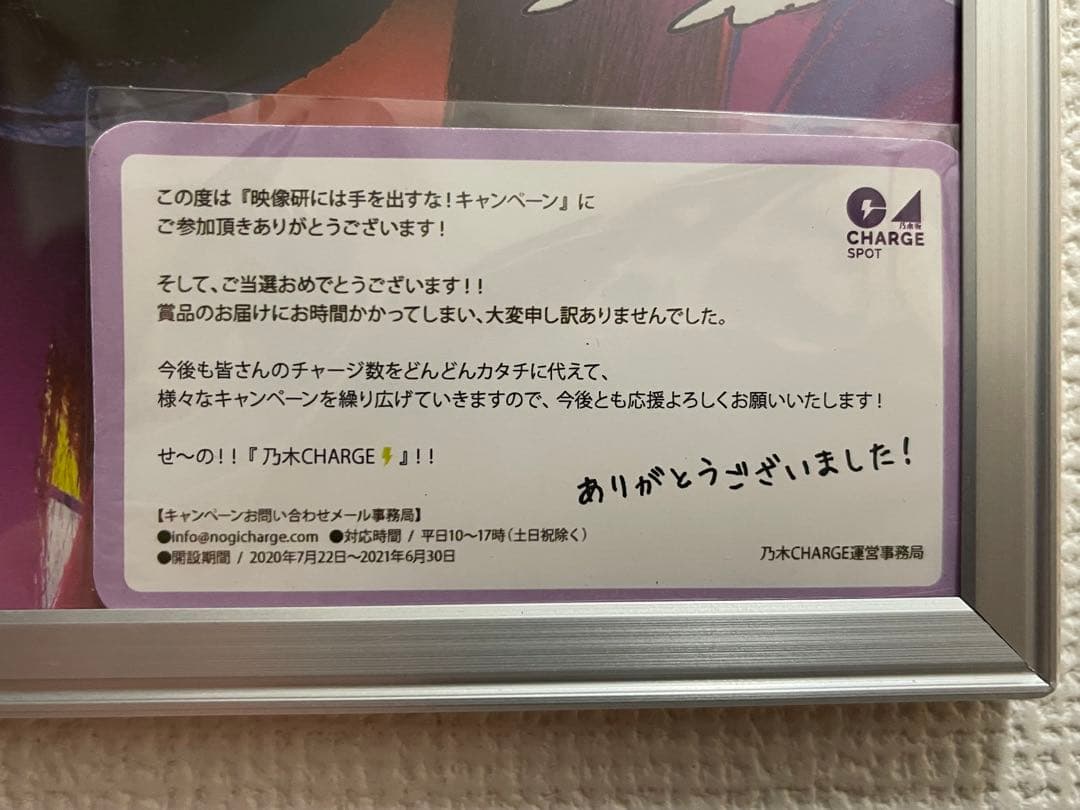 この度は『映像研には手を出すな！キャンペーン』に
ご参加頂きありがとうございます！
乃木坂
CHARGE
SPOT
そして、ご当選おめでとうございます！！
賞品のお届けにお時間かかってしまい、大変申し訳ありませんでした。
今後も皆さんのチャージ数をどんどんカタチに代えて、
様々なキャンペーンを繰り広げていきますので、今後とも応援よろしくお願いいたします！
せ〜の！！『乃木CHARGE⚡』！！
ありがとうございました！
【キャンペーンお問い合わせメール事務局】
●info@nogicharge.com ●対応時間 / 平日10〜17時（土日祝除く）
●開設期間 / 2020年7月22日〜2021年6月30日
乃木CHARGE運営事務局